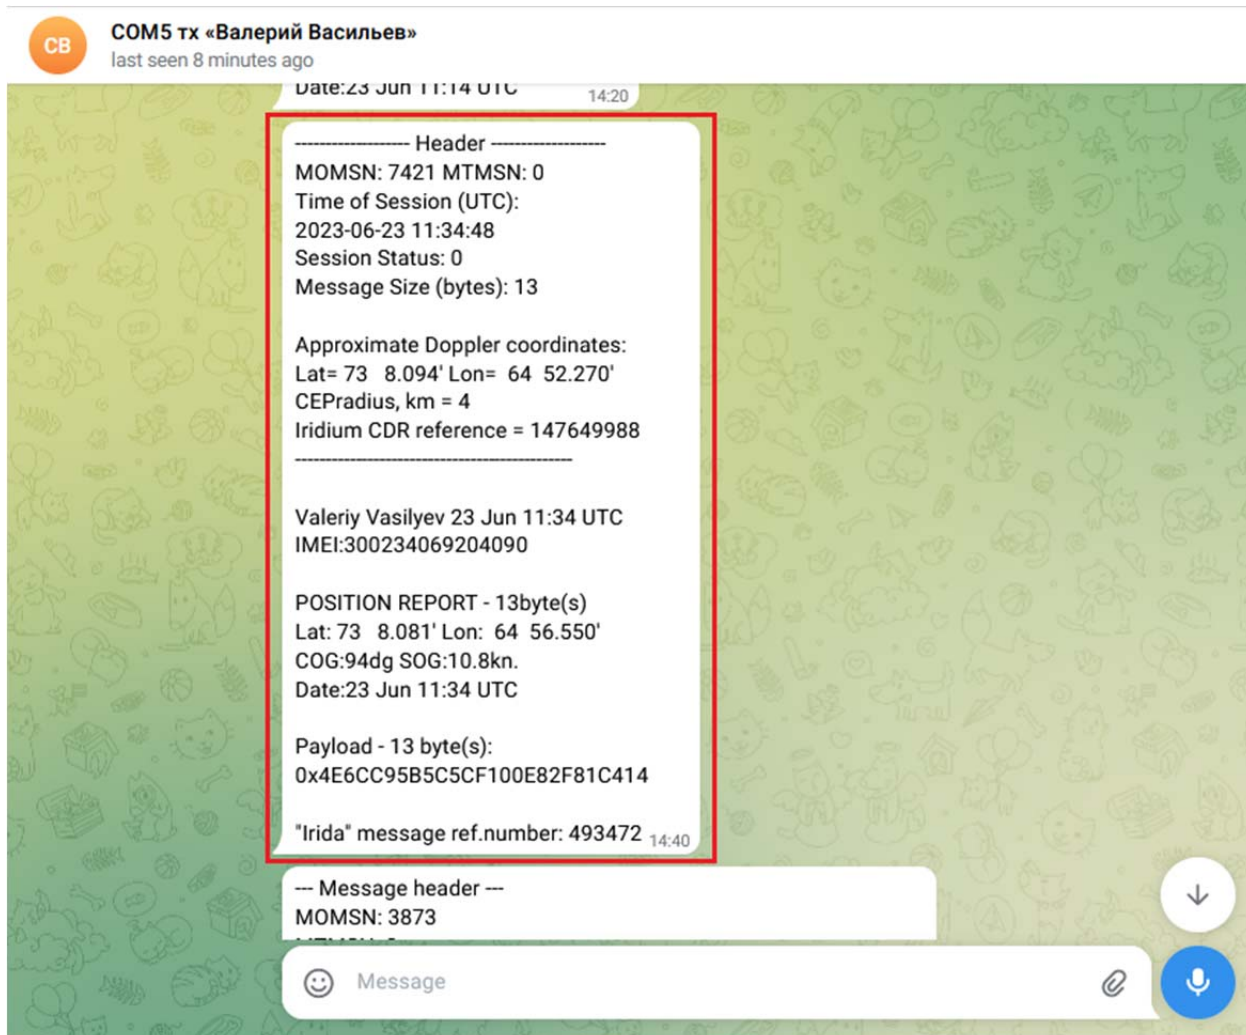 СВ
СОМ5 тх «Валерий Васильев»
last seen 8 minutes ago
Date:23 Jun 11:14 UTC
14:20
------------------- Header -------------------
MOMSN: 7421 MTMSN: 0
Time of Session (UTC):
2023-06-23 11:34:48
Session Status: 0
Message Size (bytes): 13
Approximate Doppler coordinates:
Lat= 73   8.094' Lon=  64  52.270'
CEPradius, km = 4
Iridium CDR reference = 147649988
----------------------------------------------
Valeriy Vasilyev 23 Jun 11:34 UTC
IMEI:300234069204090
POSITION REPORT - 13byte(s)
Lat: 73   8.081' Lon:  64  56.550'
COG:94dg SOG:10.8kn.
Date:23 Jun 11:34 UTC
Payload - 13 byte(s):
0x4E6CC95B5C5CF100E82F81C414
"Irida" message ref.number: 493472 14:40
--- Message header ---
MOMSN: 3873
Message